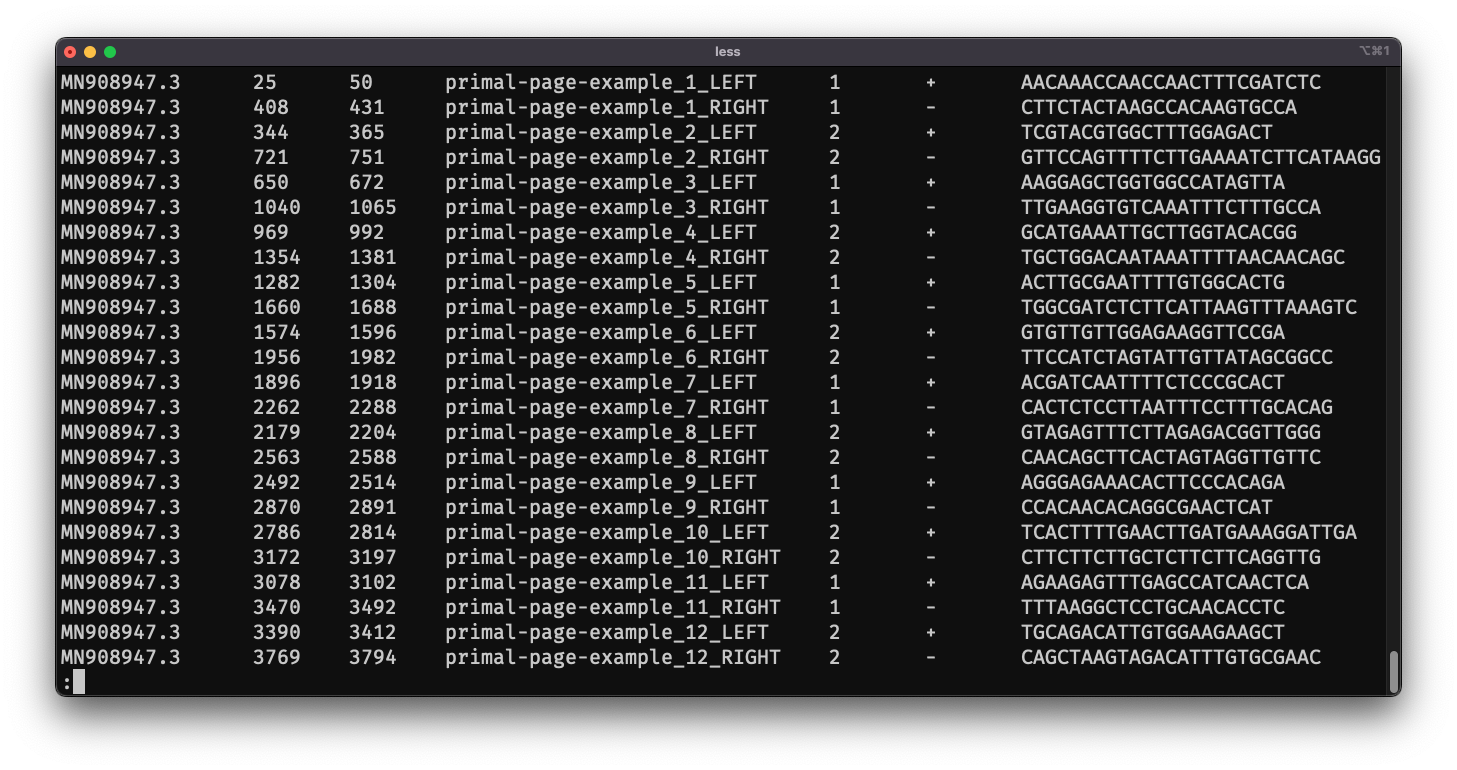 less ⌥⌘1
MN908947.3 25 50 primal-page-example_1_LEFT 1 + AACAAACCAACCAACTTTCGATCTC
MN908947.3 408 431 primal-page-example_1_RIGHT 1 - CTTCTACTAAGCCACAAGTGCCA
MN908947.3 344 365 primal-page-example_2_LEFT 2 + TCGTACGTGGCTTTGGAGACT
MN908947.3 721 751 primal-page-example_2_RIGHT 2 - GTTCCAGTTTTCTTGAAAATCTTCATAAGG
MN908947.3 650 672 primal-page-example_3_LEFT 1 + AAGGAGCTGGTGGCCATAGTTA
MN908947.3 1040 1065 primal-page-example_3_RIGHT 1 - TTGAAGGTGTCAAATTTCTTTGCCA
MN908947.3 969 992 primal-page-example_4_LEFT 2 + GCATGAAATTGCTTGGTACACGG
MN908947.3 1354 1381 primal-page-example_4_RIGHT 2 - TGCTGGACAATAAATTTTAACAACAGC
MN908947.3 1282 1304 primal-page-example_5_LEFT 1 + ACTTGCGAATTTTGTGGCACTG
MN908947.3 1660 1688 primal-page-example_5_RIGHT 1 - TGGCGATCTCTTCATTAAGTTTAAAGTC
MN908947.3 1574 1596 primal-page-example_6_LEFT 2 + GTGTTGTTGGAGAAGGTTCCGA
MN908947.3 1956 1982 primal-page-example_6_RIGHT 2 - TTCCATCTAGTATTGTTATAGCGGCC
MN908947.3 1896 1918 primal-page-example_7_LEFT 1 + ACGATCAATTTTCTCCCGCACT
MN908947.3 2262 2288 primal-page-example_7_RIGHT 1 - CACTCTCCTTAATTTCCTTTGCACAG
MN908947.3 2179 2204 primal-page-example_8_LEFT 2 + GTAGAGTTTCTTAGAGACGGTTGGG
MN908947.3 2563 2588 primal-page-example_8_RIGHT 2 - CAACAGCTTCACTAGTAGGTTGTTC
MN908947.3 2492 2514 primal-page-example_9_LEFT 1 + AGGGAGAAACACTTCCCACAGA
MN908947.3 2870 2891 primal-page-example_9_RIGHT 1 - CCACAACACAGGCGAACTCAT
MN908947.3 2786 2814 primal-page-example_10_LEFT 2 + TCACTTTTGAACTTGATGAAAGGATTGA
MN908947.3 3172 3197 primal-page-example_10_RIGHT 2 - CTTCTTCTTGCTCTTCTTCAGGTTG
MN908947.3 3078 3102 primal-page-example_11_LEFT 1 + AGAAGAGTTTGAGCCATCAACTCA
MN908947.3 3470 3492 primal-page-example_11_RIGHT 1 - TTTAAGGCTCCTGCAACACCTC
MN908947.3 3390 3412 primal-page-example_12_LEFT 2 + TGCAGACATTGTGGAAGAAGCT
MN908947.3 3769 3794 primal-page-example_12_RIGHT 2 - CAGCTAAGTAGACATTTGTGCGAAC
: